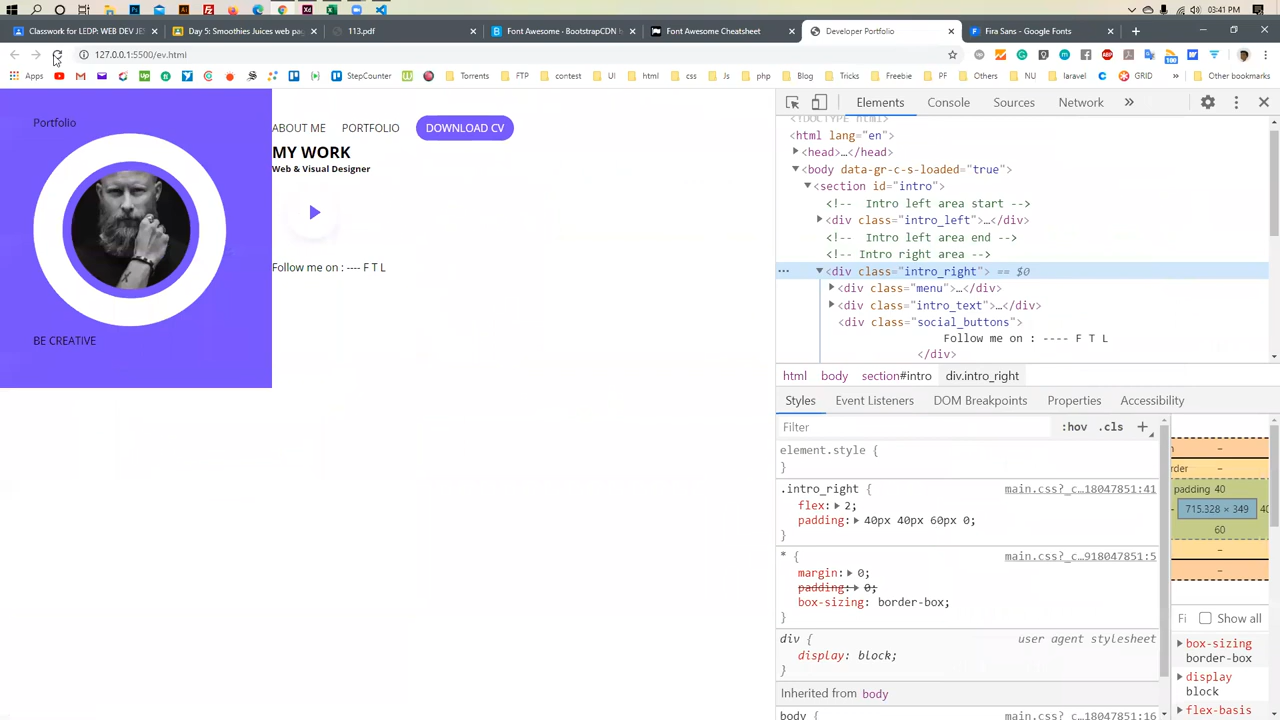 03:41 PM
Classwork for LEDP: WEB DEV JES
Day 5: Smoothies Juices web pag
113.pdf
Font Awesome · BootstrapCDN b
Font Awesome Cheatsheet
Developer Portfolio
Fira Sans - Google Fonts
127.0.0.1:5500/ev.html
Apps
StepCounter
Torrents
FTP
contest
UI
html
css
Js
php
Blog
Tricks
Freebie
PF
Others
NU
laravel
GRID
Other bookmarks
Portfolio
BE CREATIVE
ABOUT ME
PORTFOLIO
DOWNLOAD CV
MY WORK
Web & Visual Designer
Follow me on : ---- F T L
Elements
Console
Sources
Network
<!DOCTYPE html>
<html lang="en">
<head>…</head>
<body data-gr-c-s-loaded="true">
<section id="intro">
<!-- Intro left area start -->
<div class="intro_left">…</div>
<!-- Intro left area end -->
<!-- Intro right area -->
<div class="intro_right"> == $0
<div class="menu">…</div>
<div class="intro_text">…</div>
<div class="social_buttons">
Follow me on : ---- F T L
</div>
html body section#intro div.intro_right
Styles
Event Listeners
DOM Breakpoints
Properties
Accessibility
Filter
:hov .cls +
element.style {
}
.intro_right {
main.css?_c…18047851:41
flex: 2;
padding: 40px 40px 60px 0;
}
* {
main.css?_c…918047851:5
margin: 0;
padding: 0;
box-sizing: border-box;
}
div {
user agent stylesheet
display: block;
}
Inherited from body
body {
main.css?_c…18047851:16
padding 40
715.328 × 349
60
Fi
Show all
box-sizing
border-box
display
block
flex-basis